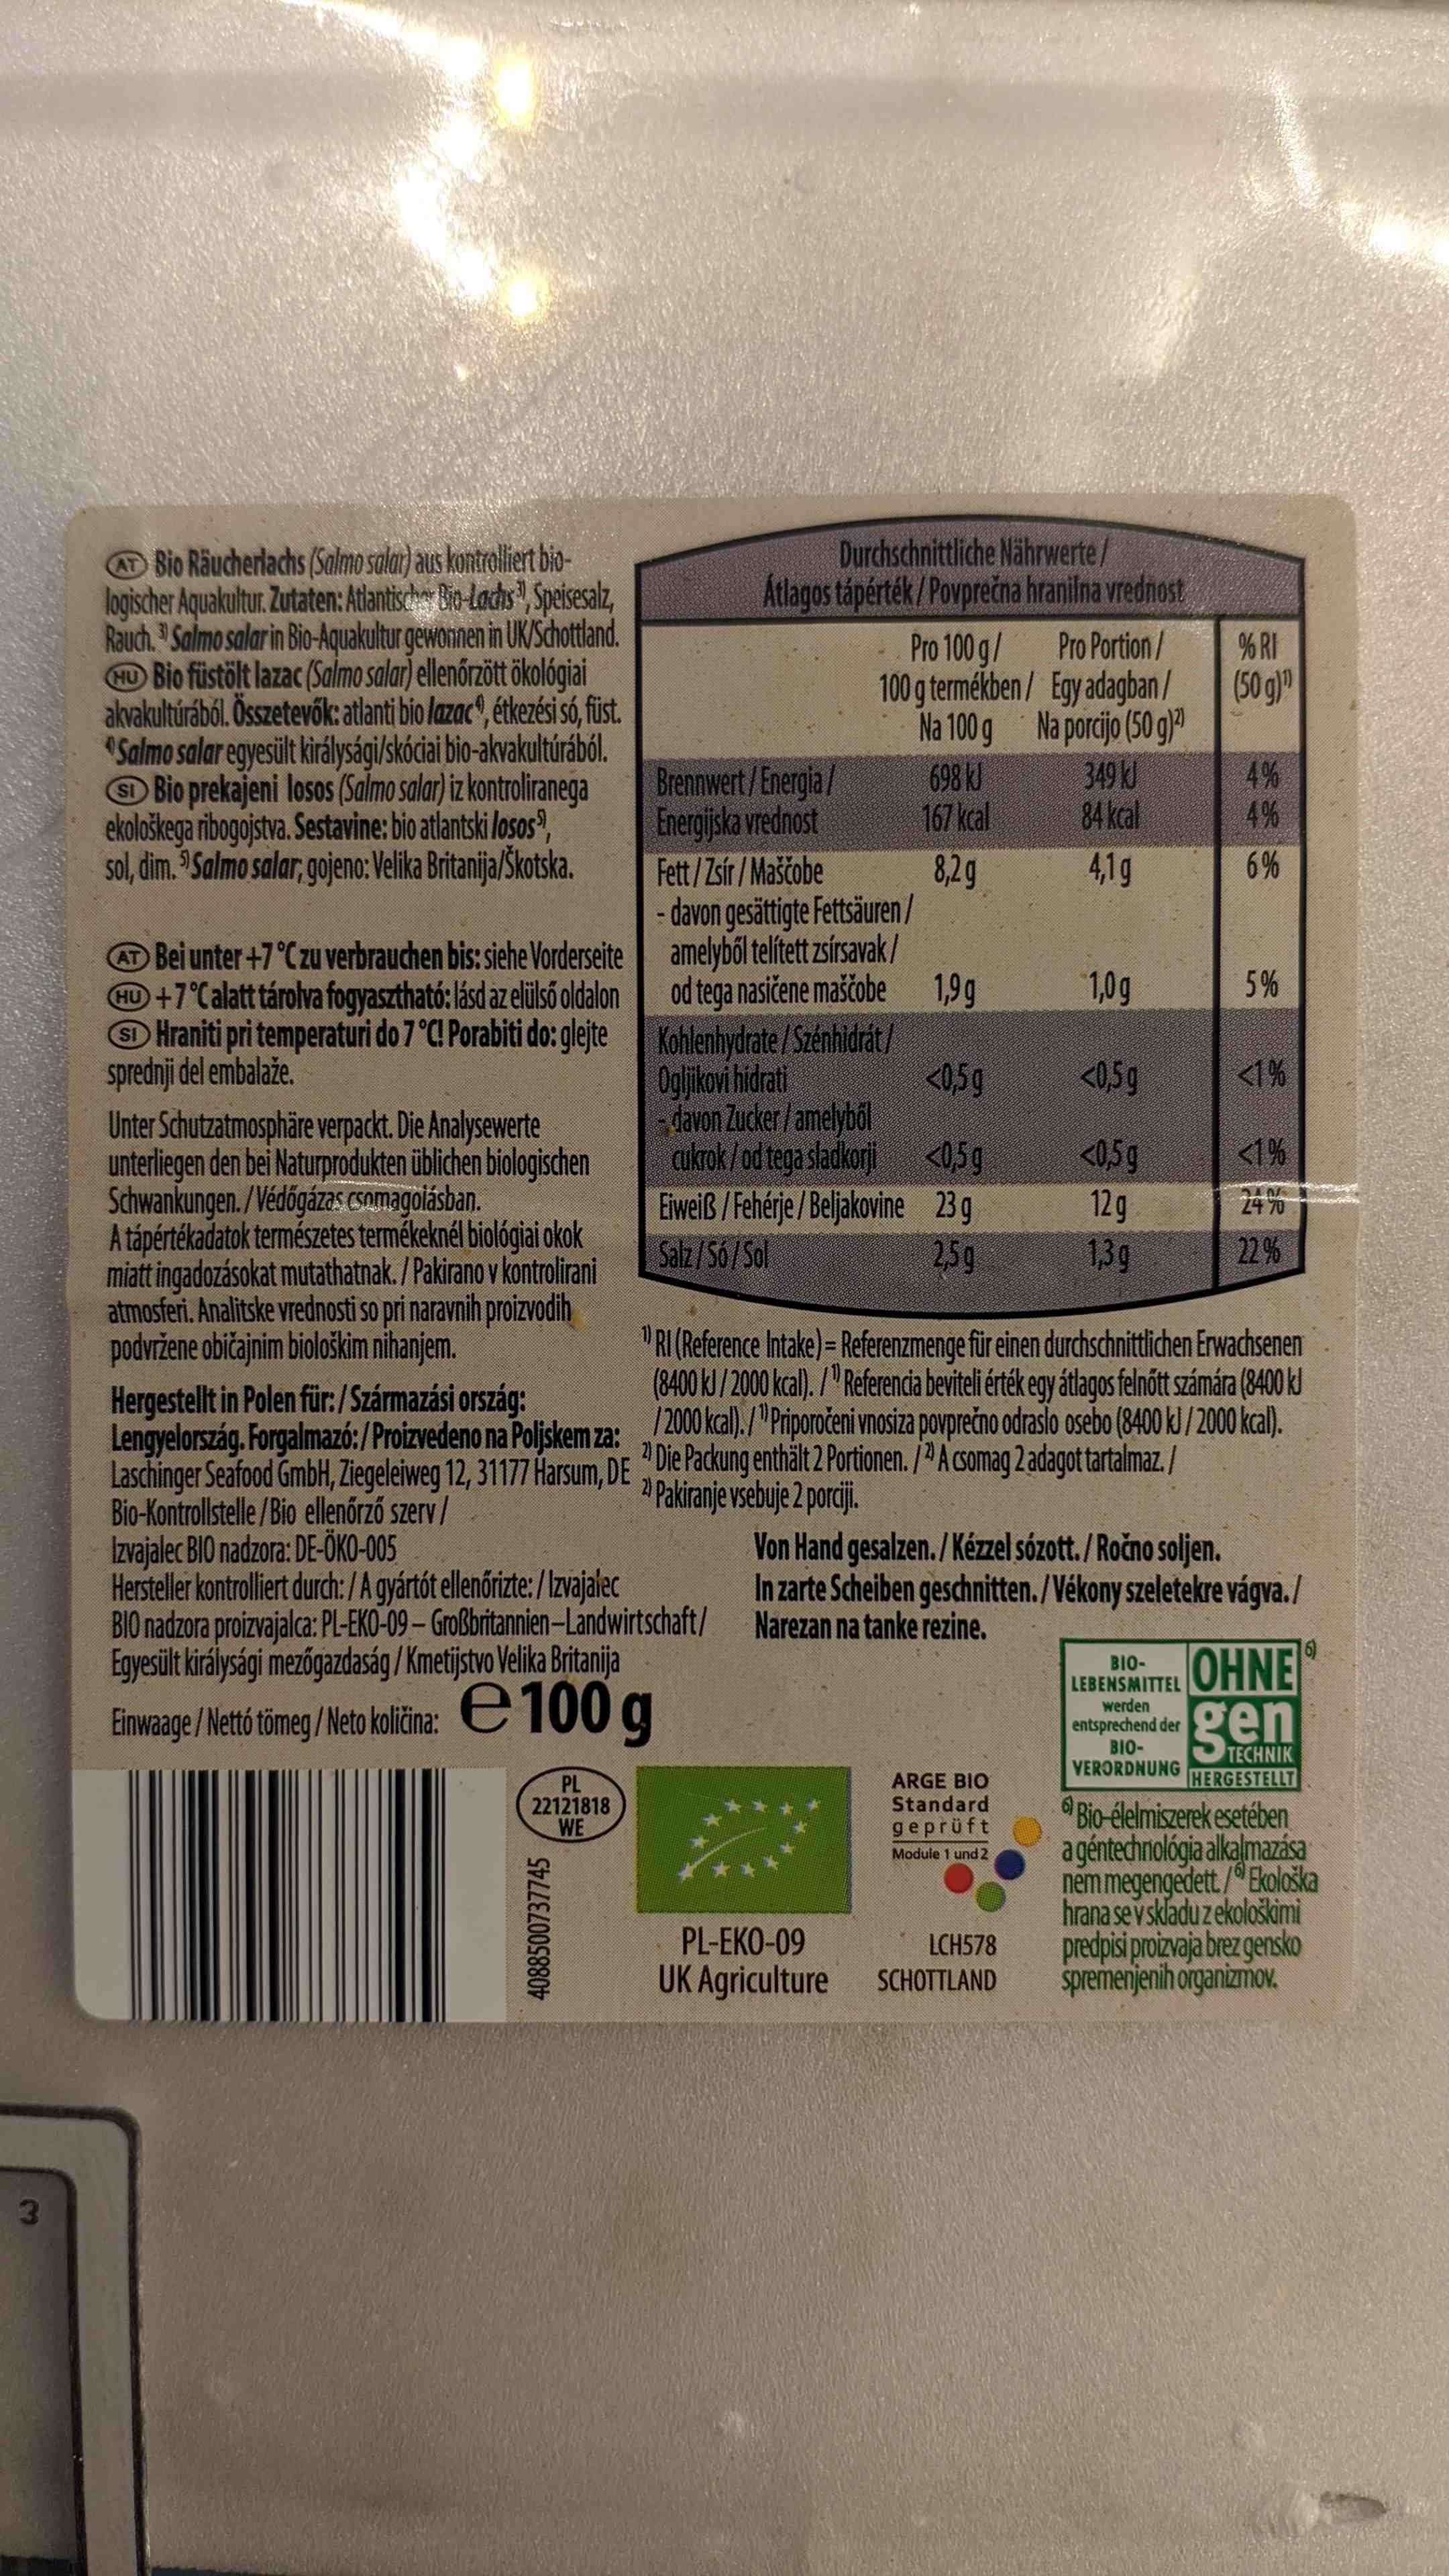 AT Bio Räucherlachs (Salmo salar) aus kontrolliert bio-
logischer Aquakultur. Zutaten: Atlantischer Bio-Lachs³⁾, Speisesalz,
Rauch. ³⁾ Salmo salar in Bio-Aquakultur gewonnen in UK/Schottland.
HU Bio füstölt lazac (Salmo salar) ellenőrzött ökológiai
akvakultúrából. Összetevők: atlanti bio lazac⁴⁾, étkezési só, füst.
⁴⁾ Salmo salar egyesült királysági/skóciai bio-akvakultúrából.
SI Bio prekajeni losos (Salmo salar) iz kontroliranega
ekološkega ribogojstva. Sestavine: bio atlantski losos⁵⁾,
sol, dim. ⁵⁾ Salmo salar; gojeno: Velika Britanija/Škotska.
AT Bei unter +7 °C zu verbrauchen bis: siehe Vorderseite
HU +7 °C alatt tárolva fogyasztható: lásd az elülső oldalon
SI Hraniti pri temperaturi do 7 °C! Porabiti do: glejte
sprednji del embalaže.
Unter Schutzatmosphäre verpackt. Die Analysewerte
unterliegen den bei Naturprodukten üblichen biologischen
Schwankungen. / Védőgázas csomagolásban.
A tápértékadatok természetes termékeknél biológiai okok
miatt ingadozásokat mutathatnak. / Pakirano v kontrolirani
atmosferi. Analitske vrednosti so pri naravnih proizvodih
podvržene običajnim biološkim nihanjem.
Hergestellt in Polen für: / Származási ország:
Lengyelország. Forgalmazó: / Proizvedeno na Poljskem za:
Laschinger Seafood GmbH, Ziegeleiweg 12, 31177 Harsum, DE
Bio-Kontrollstelle / Bio ellenőrző szerv /
Izvajalec BIO nadzora: DE-ÖKO-005
Hersteller kontrolliert durch: / A gyártót ellenőrizte: / Izvajalec
BIO nadzora proizvajalca: PL-EKO-09 – Großbritannien–Landwirtschaft /
Egyesült királysági mezőgazdaság / Kmetijstvo Velika Britanija
Einwaage / Nettó tömeg / Neto količina: e 100 g
Durchschnittliche Nährwerte /
Átlagos tápérték / Povprečna hranilna vrednost
Pro 100 g / Pro Portion / % RI
100 g termékben / Egy adagban / (50 g)¹⁾
Na 100 g Na porcijo (50 g)²⁾
Brennwert / Energia / 698 kJ 349 kJ 4 %
Energijska vrednost 167 kcal 84 kcal 4 %
Fett / Zsír / Maščobe 8,2 g 4,1 g 6 %
- davon gesättigte Fettsäuren /
amelyből telített zsírsavak /
od tega nasičene maščobe 1,9 g 1,0 g 5 %
Kohlenhydrate / Szénhidrát /
Ogljikovi hidrati <0,5 g <0,5 g <1 %
- davon Zucker / amelyből
cukrok / od tega sladkorji <0,5 g <0,5 g <1 %
Eiweiß / Fehérje / Beljakovine 23 g 12 g 24 %
Salz / Só / Sol 2,5 g 1,3 g 22 %
¹⁾ RI (Reference Intake) = Referenzmenge für einen durchschnittlichen Erwachsenen
(8400 kJ / 2000 kcal). / ¹⁾ Referencia beviteli érték egy átlagos felnőtt számára (8400 kJ
/ 2000 kcal). / ¹⁾ Priporočeni vnosiza povprečno odraslo osebo (8400 kJ / 2000 kcal).
²⁾ Die Packung enthält 2 Portionen. / ²⁾ A csomag 2 adagot tartalmaz. /
²⁾ Pakiranje vsebuje 2 porciji.
Von Hand gesalzen. / Kézzel sózott. / Ročno soljen.
In zarte Scheiben geschnitten. / Vékony szeletekre vágva. /
Narezan na tanke rezine.
BIO-
LEBENSMITTEL
werden
entsprechend der
BIO-
VERORDNUNG
OHNE ⁶⁾
gen
TECHNIK
HERGESTELLT
⁶⁾ Bio-élelmiszerek esetében
a géntechnológia alkalmazása
nem megengedett. / ⁶⁾ Ekološka
hrana se v skladu z ekološkimi
predpisi proizvaja brez gensko
spremenjenih organizmov.
PL
22121818
WE
4088500737745
PL-EKO-09
UK Agriculture
ARGE BIO
Standard
geprüft
Module 1 und 2
LCH578
SCHOTTLAND
3